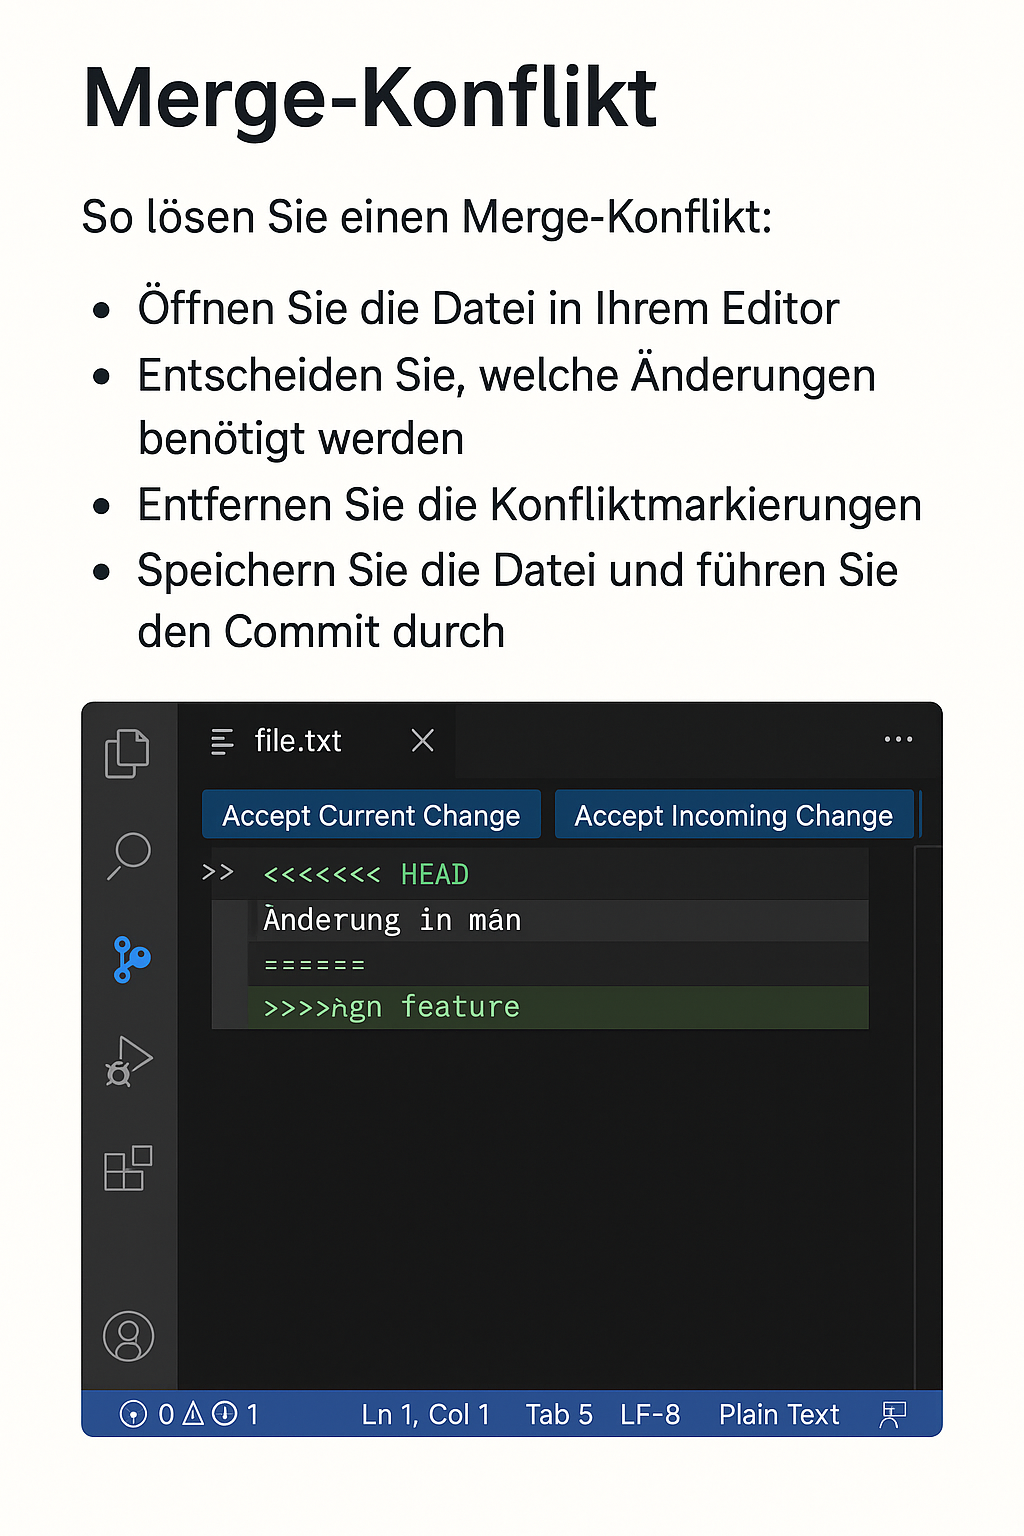 Merge-Konflikt
So lösen Sie einen Merge-Konflikt:
• Öffnen Sie die Datei in Ihrem Editor
• Entscheiden Sie, welche Änderungen
benötigt werden
• Entfernen Sie die Konfliktmarkierungen
• Speichern Sie die Datei und führen Sie
den Commit durch
file.txt
Accept Current Change Accept Incoming Change
>> <<<<<<< HEAD
Änderung in mán
======
>>>> feature
0 1 Ln 1, Col 1 Tab 5 LF-8 Plain Text